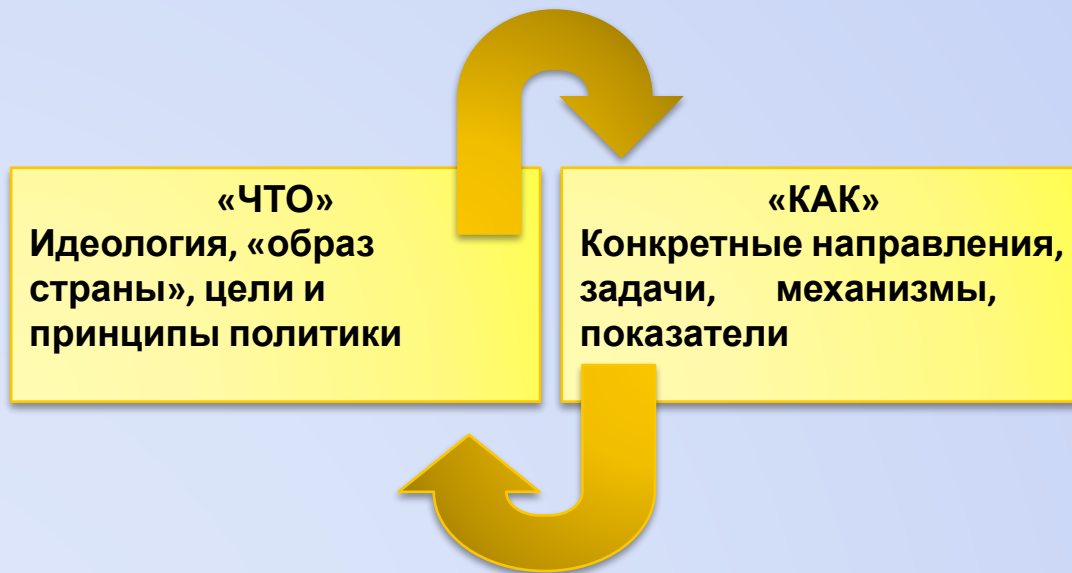 «ЧТО»
Идеология, «образ
страны», цели и
принципы политики
«КАК»
Конкретные направления,
задачи, механизмы,
показатели